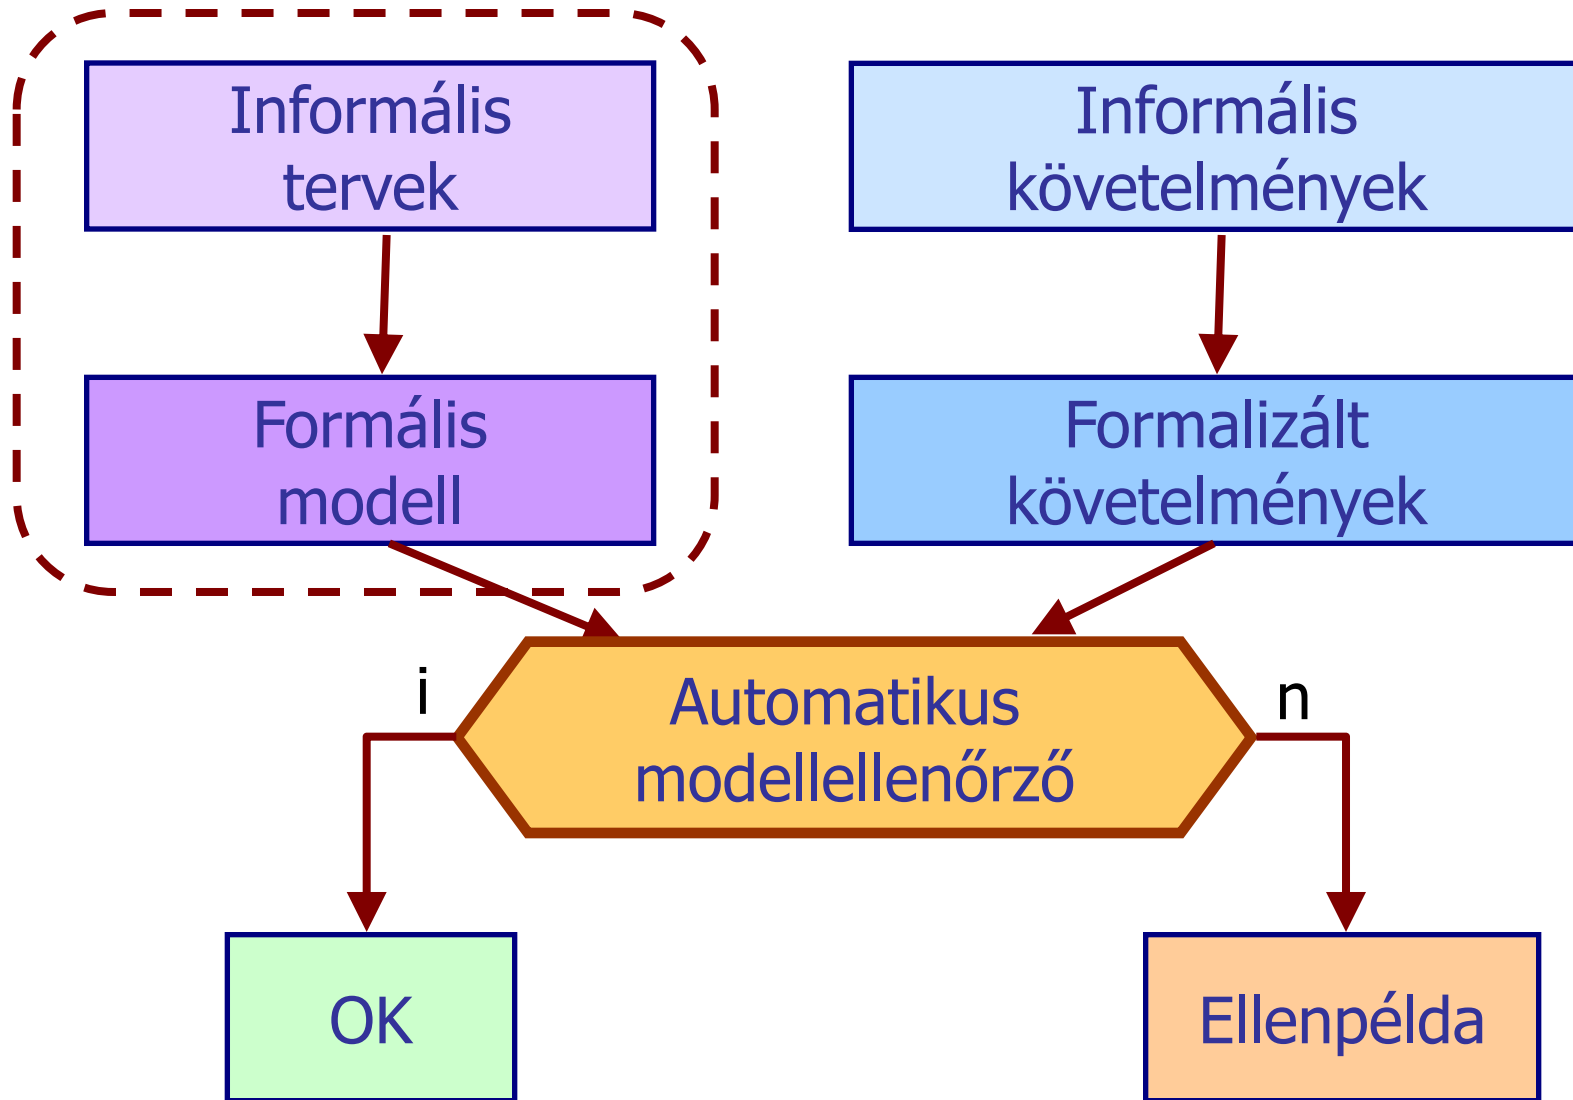 Informális
tervek
Informális
követelmények
Formális
modell
Formalizált
követelmények
i
Automatikus
modellellenőrző
n
OK
Ellenpélda